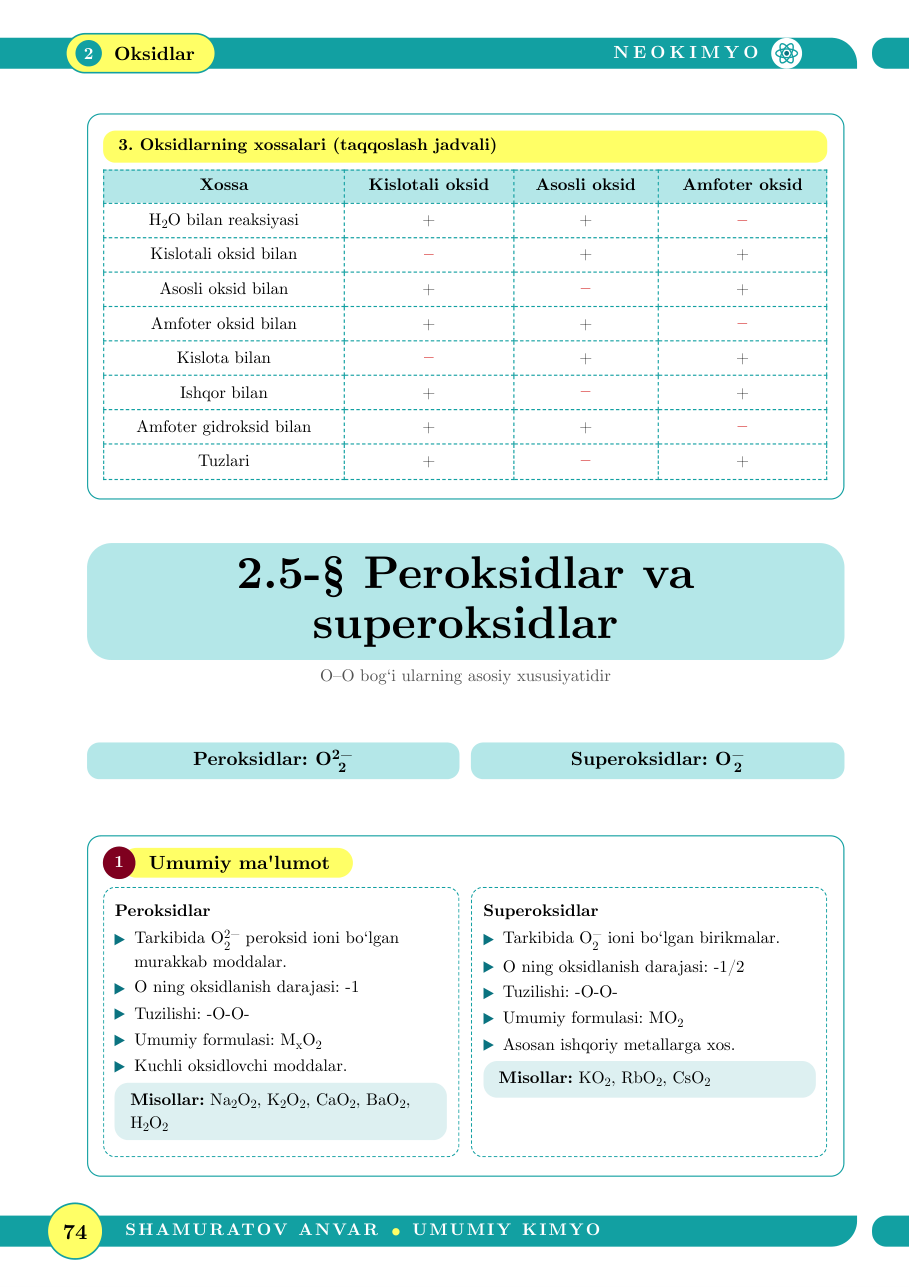 2 Oksidlar
NEOKIMYO
3. Oksidlarning xossalari (taqqoslash jadvali)
Xossa Kislotali oksid Asosli oksid Amfoter oksid
H₂O bilan reaksiyasi + + −
Kislotali oksid bilan − + +
Asosli oksid bilan + − +
Amfoter oksid bilan + + −
Kislota bilan − + +
Ishqor bilan + − +
Amfoter gidroksid bilan + + −
Tuzlari + − +
2.5-§ Peroksidlar va
superoksidlar
O–O bog‘i ularning asosiy xususiyatidir
Peroksidlar: O₂²⁻
Superoksidlar: O₂⁻
1 Umumiy ma'lumot
Peroksidlar
▶ Tarkibida O₂²⁻ peroksid ioni bo‘lgan
murakkab moddalar.
▶ O ning oksidlanish darajasi: -1
▶ Tuzilishi: -O-O-
▶ Umumiy formulasi: MₓO₂
▶ Kuchli oksidlovchi moddalar.
Misollar: Na₂O₂, K₂O₂, CaO₂, BaO₂,
H₂O₂
Superoksidlar
▶ Tarkibida O₂⁻ ioni bo‘lgan birikmalar.
▶ O ning oksidlanish darajasi: -1/2
▶ Tuzilishi: -O-O-
▶ Umumiy formulasi: MO₂
▶ Asosan ishqoriy metallarga xos.
Misollar: KO₂, RbO₂, CsO₂
74 SHAMURATOV ANVAR ● UMUMIY KIMYO